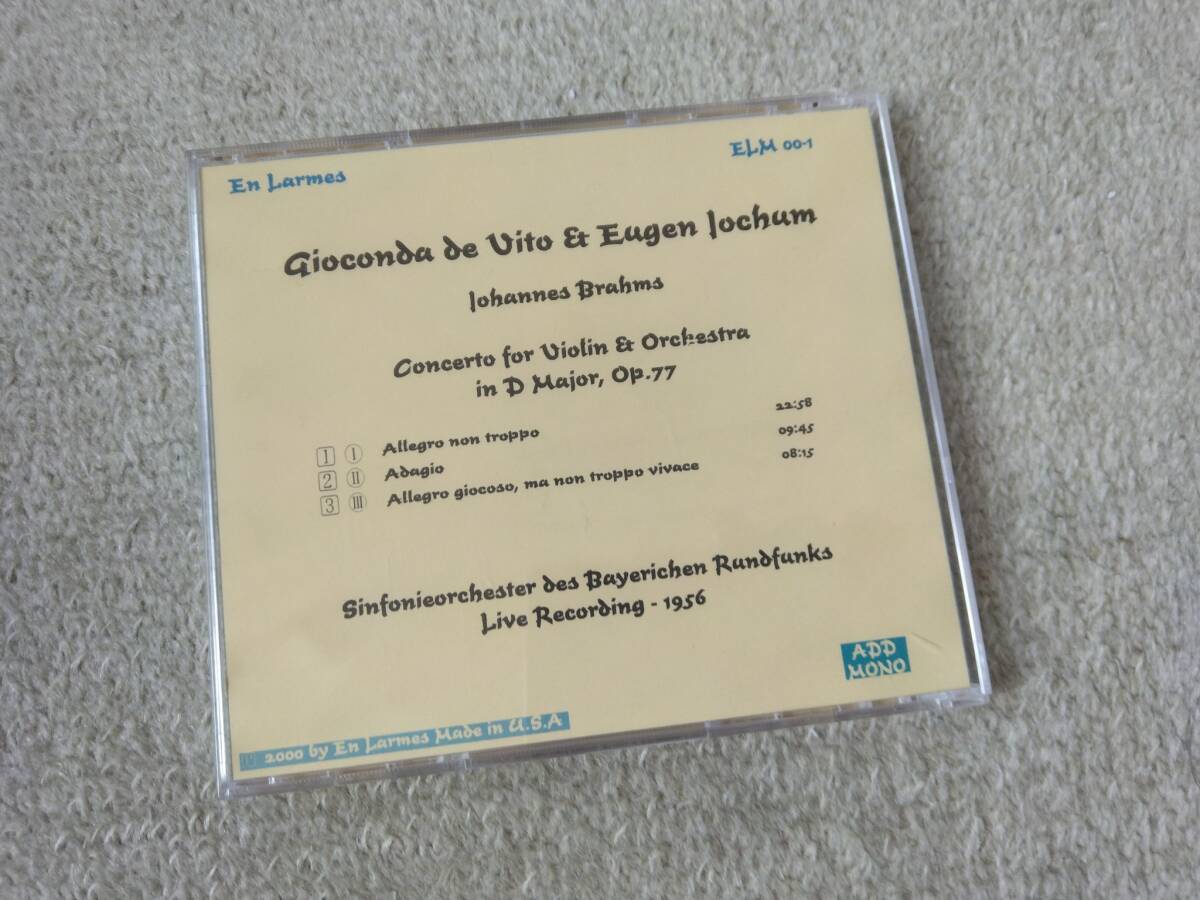 En Larmes
ELM 00-1
Gioconda de Vito & Eugen Jochum
Johannes Brahms
Concerto for Violin & Orchestra
in D Major, Op.77
1 I Allegro non troppo 22:58
2 II Adagio 09:45
3 III Allegro giocoso, ma non troppo vivace 08:15
Sinfonieorchester des Bayerichen Rundfunks
Live Recording - 1956
ADD
MONO
2000 by En Larmes Made in U.S.A